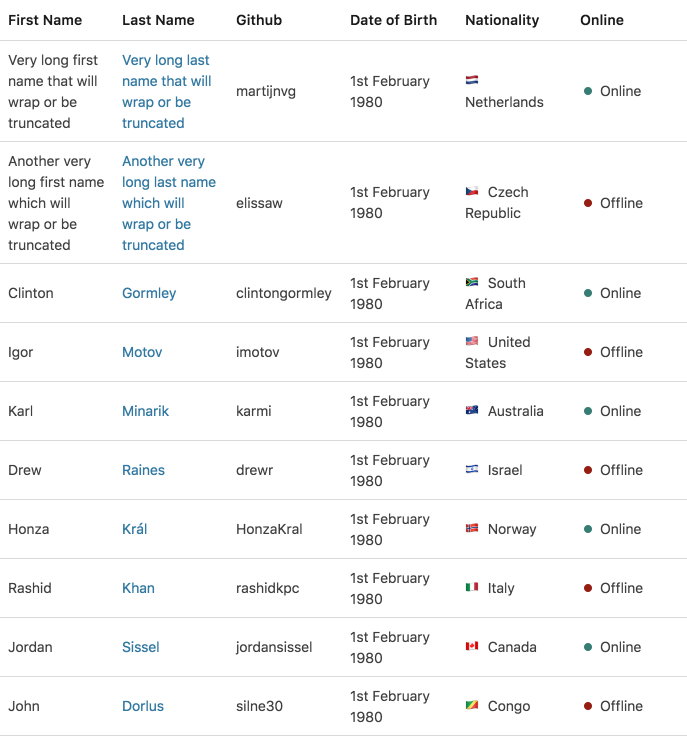 First Name Last Name Github Date of Birth Nationality Online
Very long first name that will wrap or be truncated Very long last name that will wrap or be truncated martijnvg 1st February 1980 Netherlands Online
Another very long first name which will wrap or be truncated Another very long last name which will wrap or be truncated elissaw 1st February 1980 Czech Republic Offline
Clinton Gormley clintongormley 1st February 1980 South Africa Online
Igor Motov imotov 1st February 1980 United States Offline
Karl Minarik karmi 1st February 1980 Australia Online
Drew Raines drewr 1st February 1980 Israel Offline
Honza Král HonzaKral 1st February 1980 Norway Online
Rashid Khan rashidkpc 1st February 1980 Italy Offline
Jordan Sissel jordansissel 1st February 1980 Canada Online
John Dorlus silne30 1st February 1980 Congo Offline